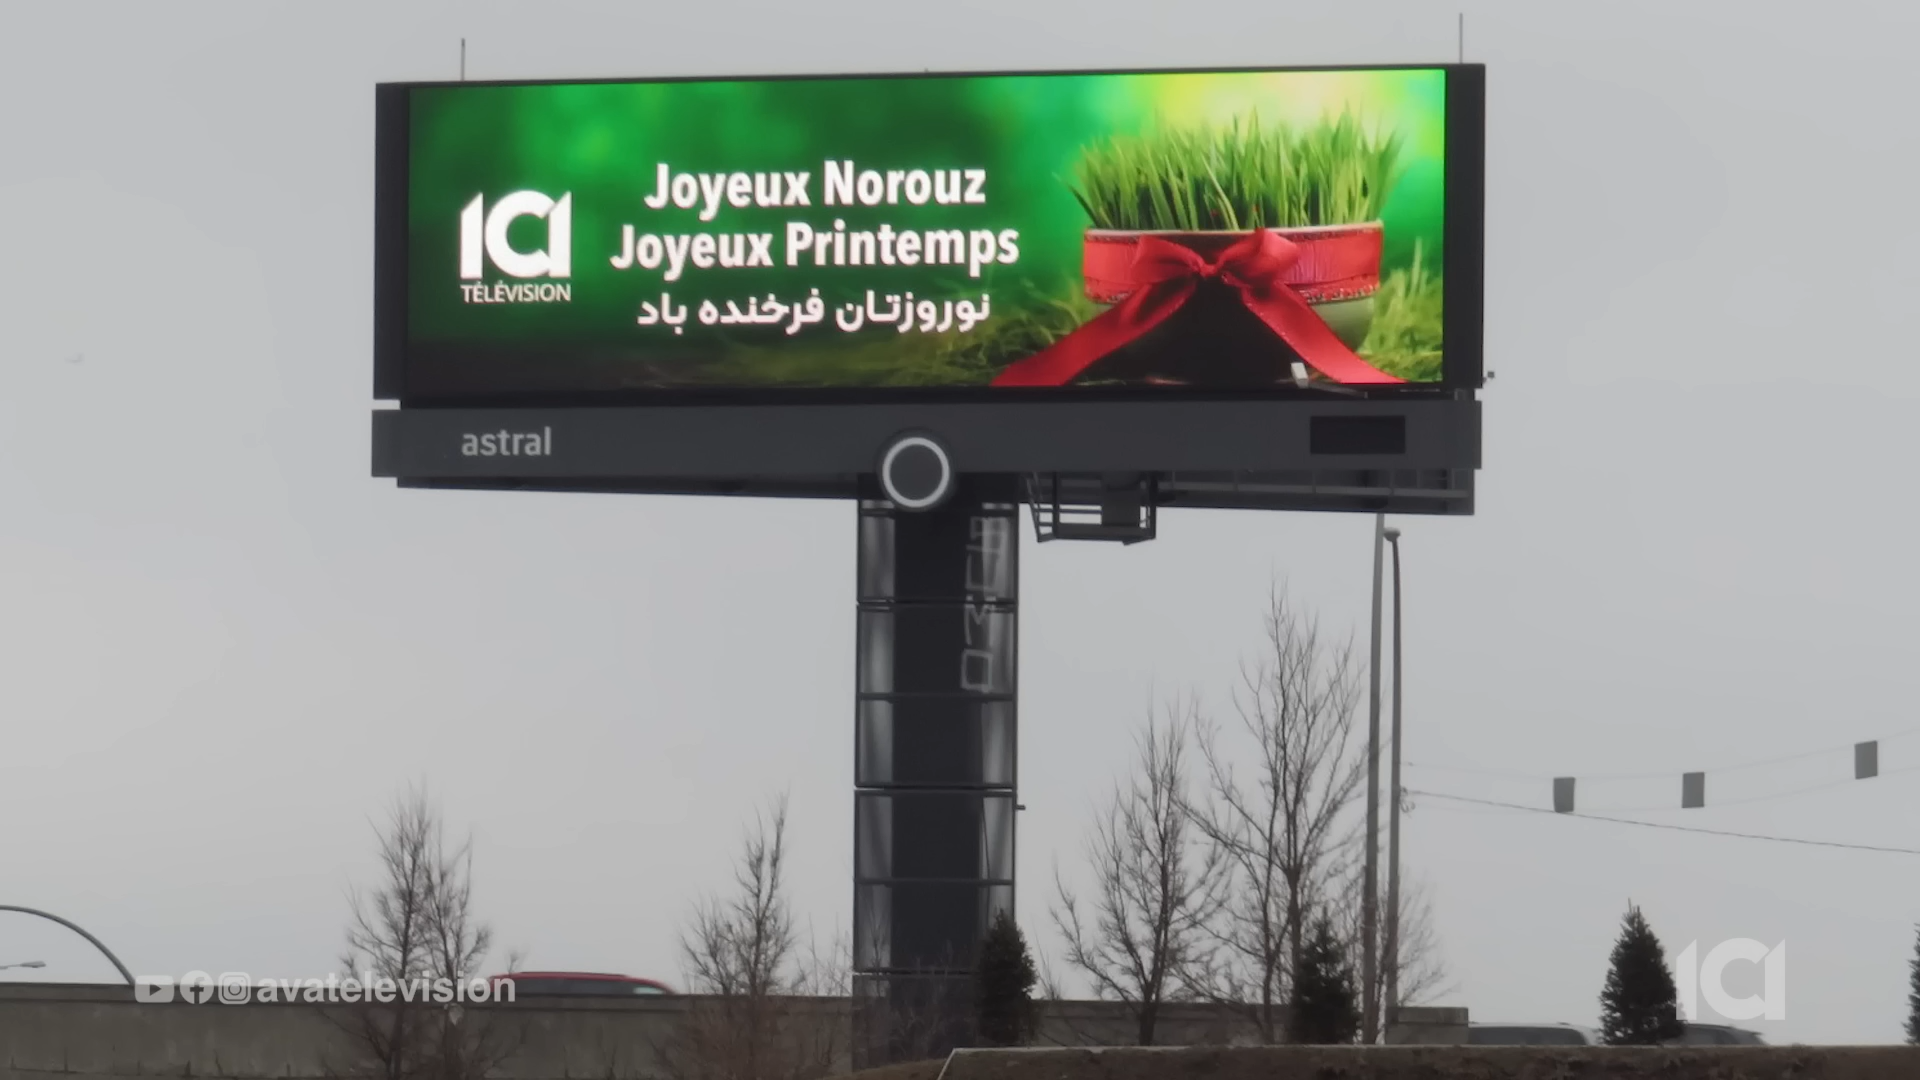 ICI
TÉLÉVISION
Joyeux Norouz
Joyeux Printemps
نوروزتان فرخنده باد
astral
@avatelevision
ICI